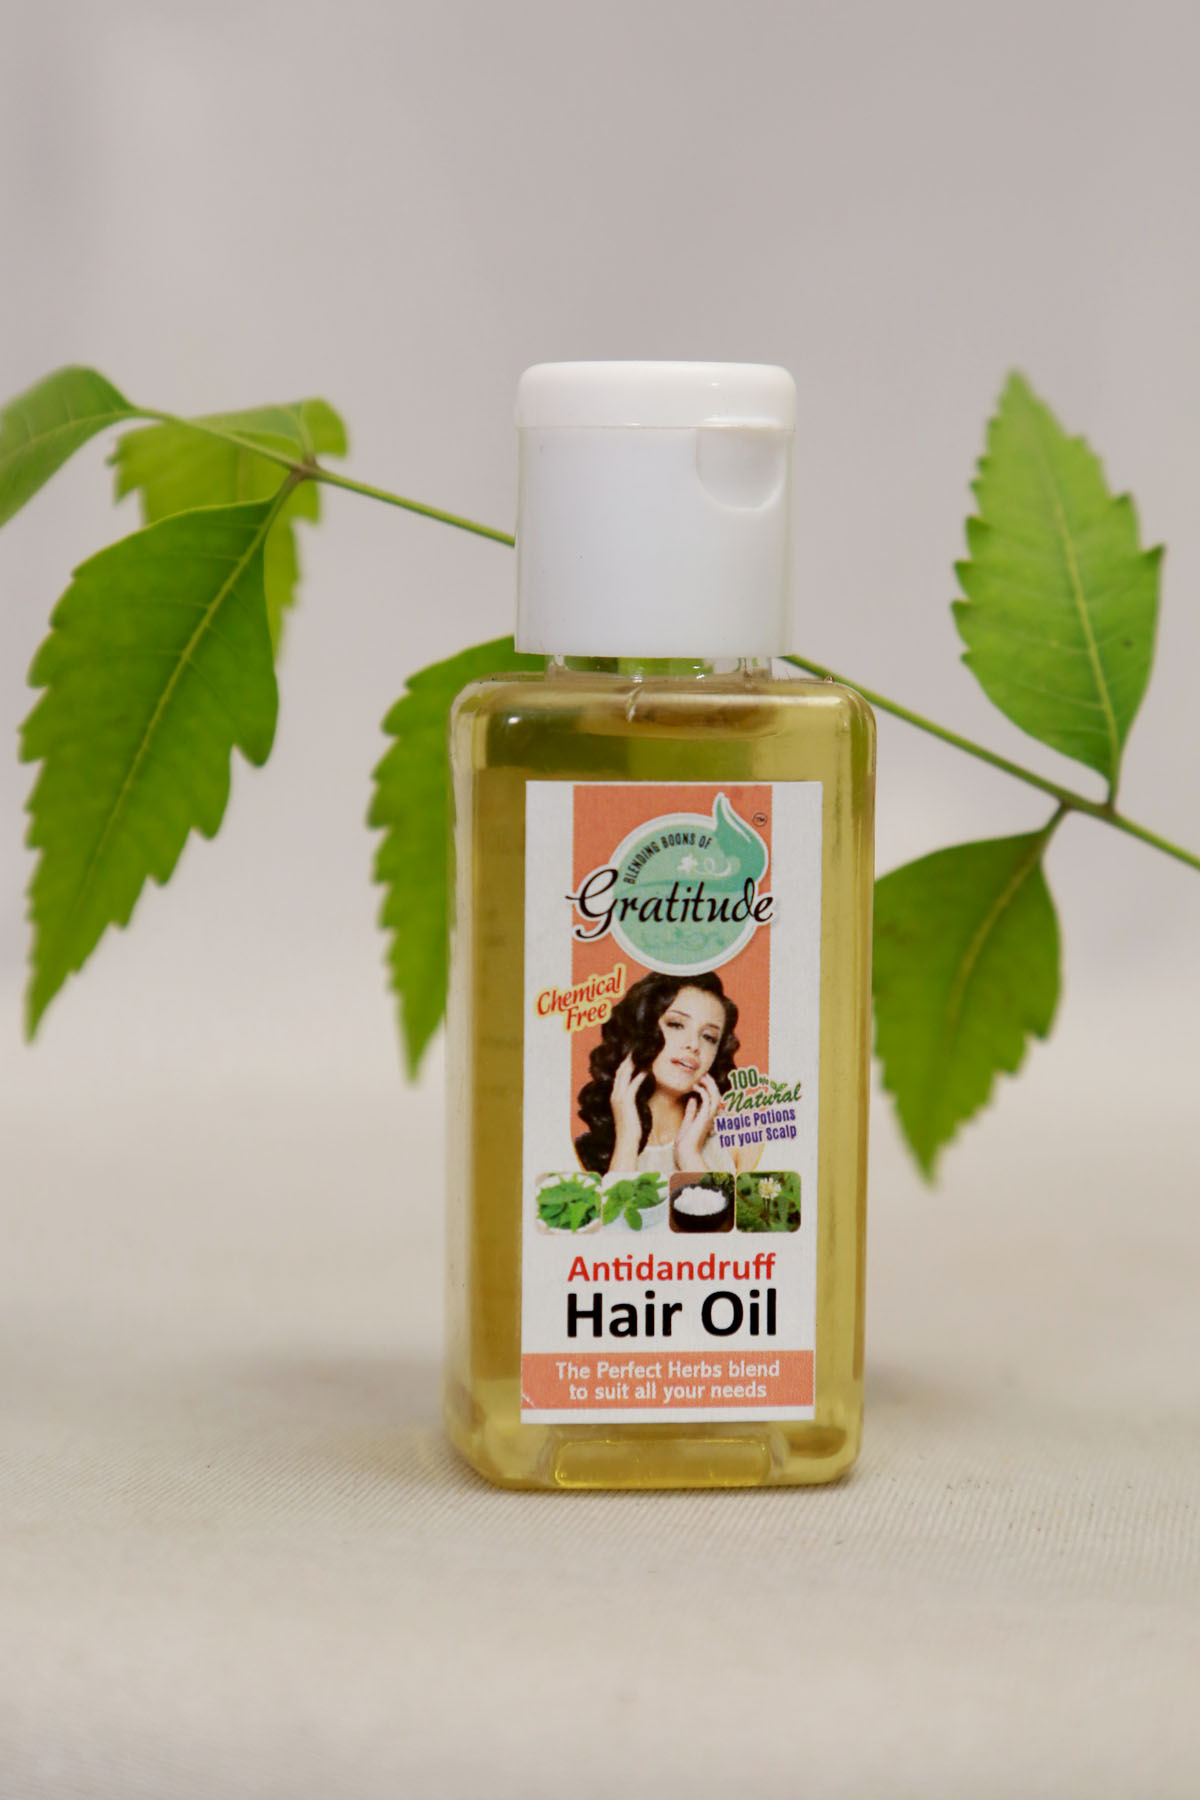 BLENDING BOONS OF
Gratitude
TM
Chemical
Free
100%
Natural
Magic Potions
for your Scalp
Antidandruff
Hair Oil
The Perfect Herbs blend
to suit all your needs